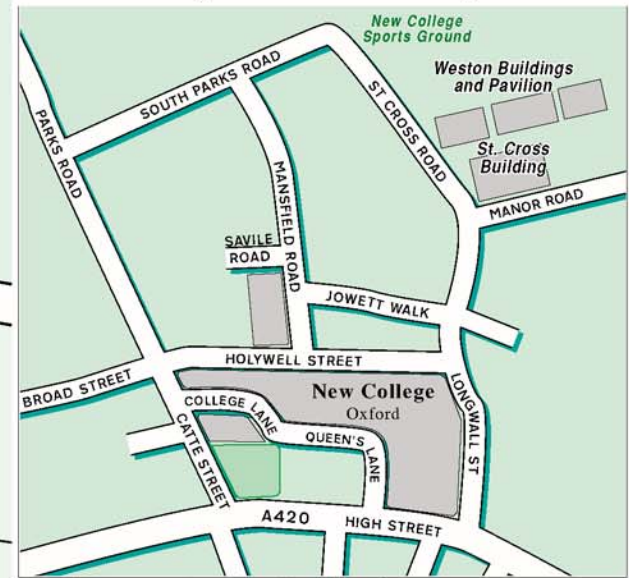 New College
Sports Ground
Weston Buildings
and Pavilion
SOUTH PARKS ROAD
ST CROSS ROAD
St. Cross
Building
PARKS ROAD
MANOR ROAD
MANSFIELD ROAD
SAVILE
ROAD
JOWETT WALK
HOLYWELL STREET
BROAD STREET
New College
Oxford
COLLEGE LANE
LONGWALL ST
CATTE STREET
QUEEN'S LANE
A420
HIGH STREET